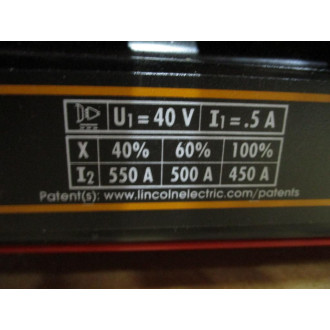 U1 = 40 V I1 = .5 A
X 40% 60% 100%
I2 550 A 500 A 450 A
Patent(s): www.lincolnelectric.com/patents